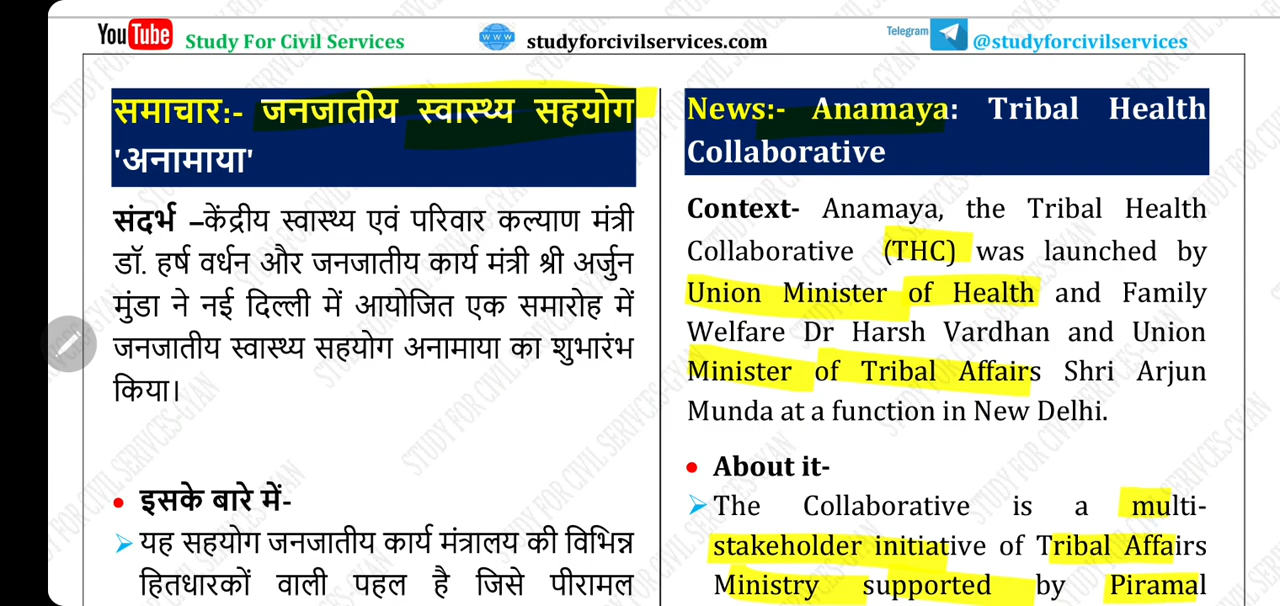 YouTube Study For Civil Services
WWW studyforcivilservices.com
Telegram @studyforcivilservices
समाचार:- जनजातीय स्वास्थ्य सहयोग
'अनामाया'
संदर्भ –केंद्रीय स्वास्थ्य एवं परिवार कल्याण मंत्री
डॉ. हर्ष वर्धन और जनजातीय कार्य मंत्री श्री अर्जुन
मुंडा ने नई दिल्ली में आयोजित एक समारोह में
जनजातीय स्वास्थ्य सहयोग अनामाया का शुभारंभ
किया।
• इसके बारे में-
➢ यह सहयोग जनजातीय कार्य मंत्रालय की विभिन्न
हितधारकों वाली पहल है जिसे पीरामल
News:- Anamaya: Tribal Health
Collaborative
Context- Anamaya, the Tribal Health
Collaborative (THC) was launched by
Union Minister of Health and Family
Welfare Dr Harsh Vardhan and Union
Minister of Tribal Affairs Shri Arjun
Munda at a function in New Delhi.
• About it-
➢ The Collaborative is a multi-
stakeholder initiative of Tribal Affairs
Ministry supported by Piramal